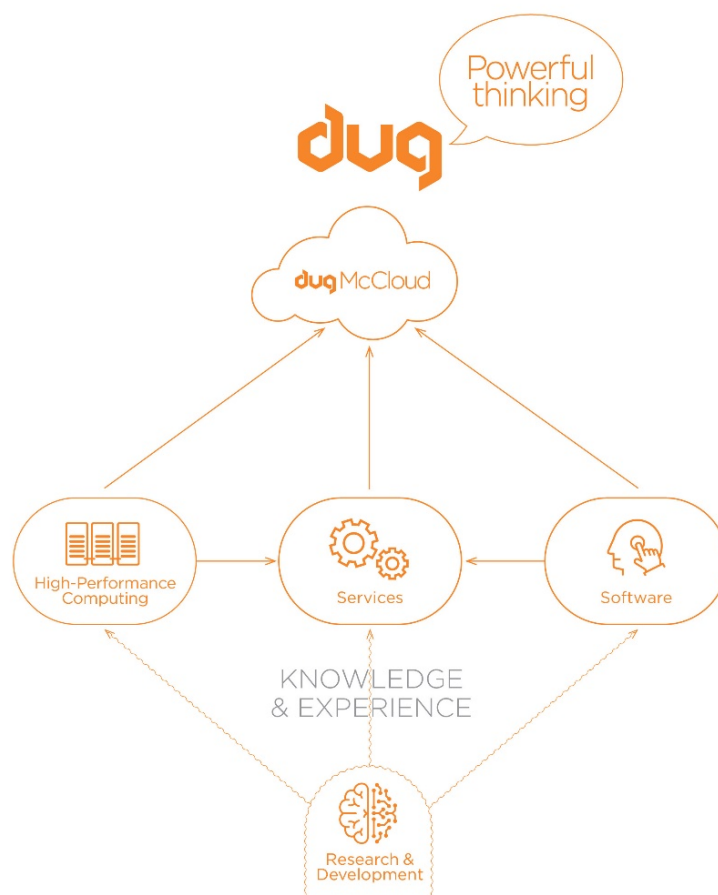 Powerful
thinking
dug
dug McCloud
High-Performance
Computing
Services
Software
KNOWLEDGE
& EXPERIENCE
Research &
Development